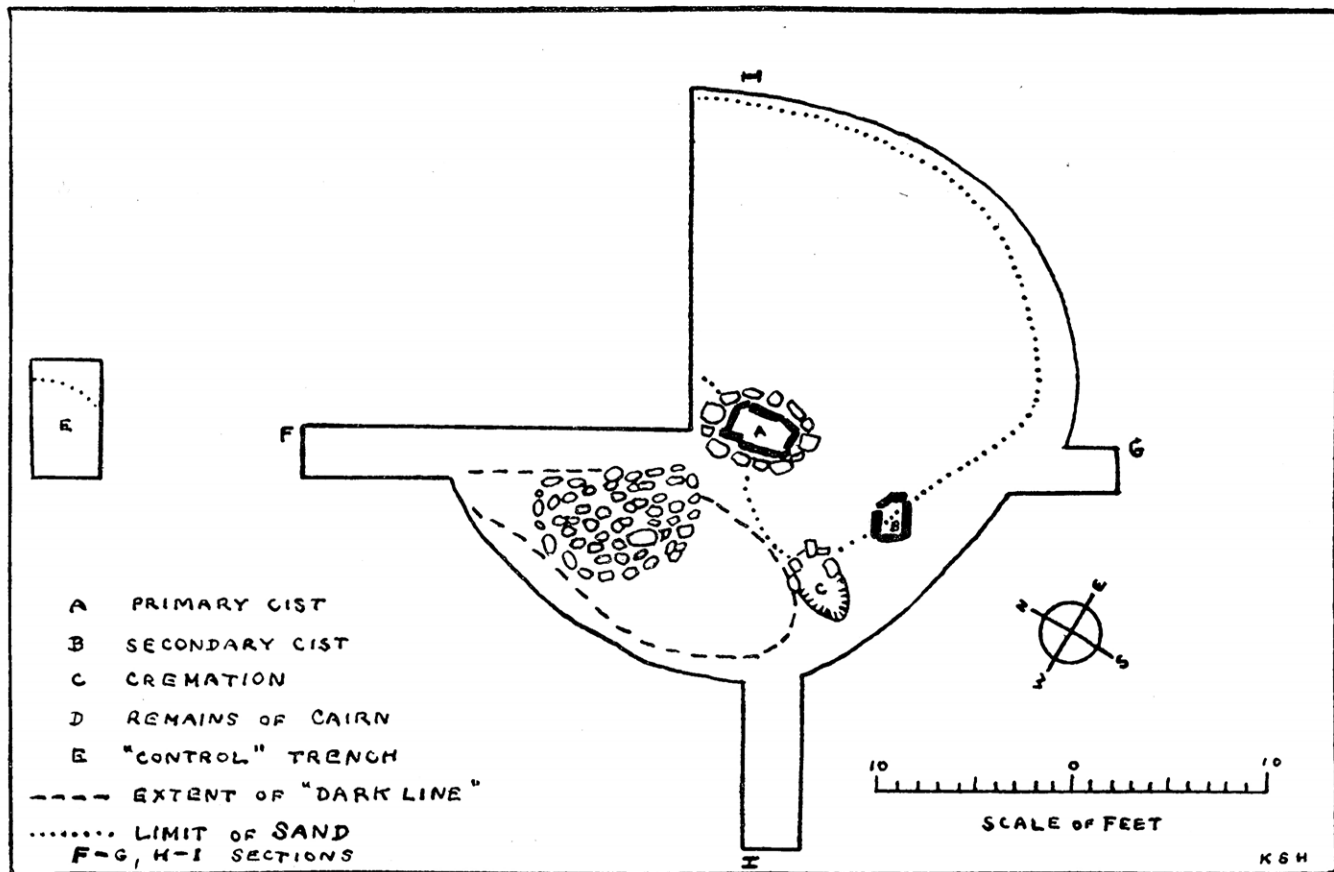 I
E
F
G
A
B
C
A PRIMARY CIST
B SECONDARY CIST
C CREMATION
D REMAINS OF CAIRN
E "CONTROL" TRENCH
---- EXTENT OF "DARK LINE"
....... LIMIT OF SAND
F-G, H-I SECTIONS
N E S W
10 0 10
SCALE OF FEET
H
KSH